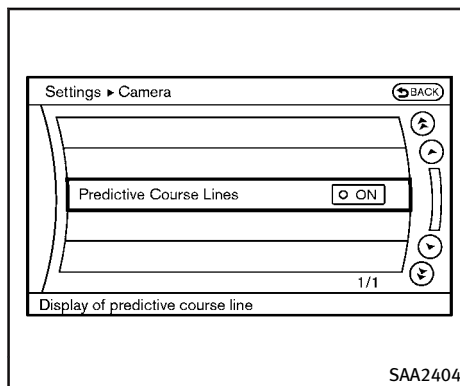 Settings ▸ Camera
BACK
Predictive Course Lines
ON
1/1
Display of predictive course line
SAA2404